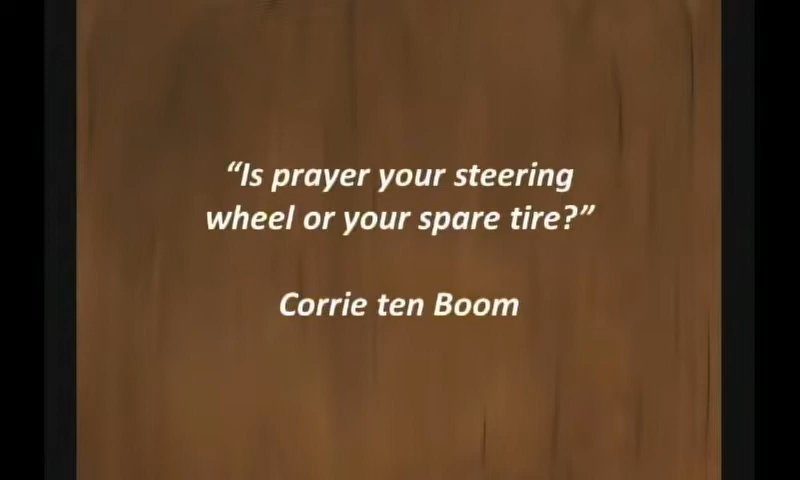 “Is prayer your steering
wheel or your spare tire?”
Corrie ten Boom